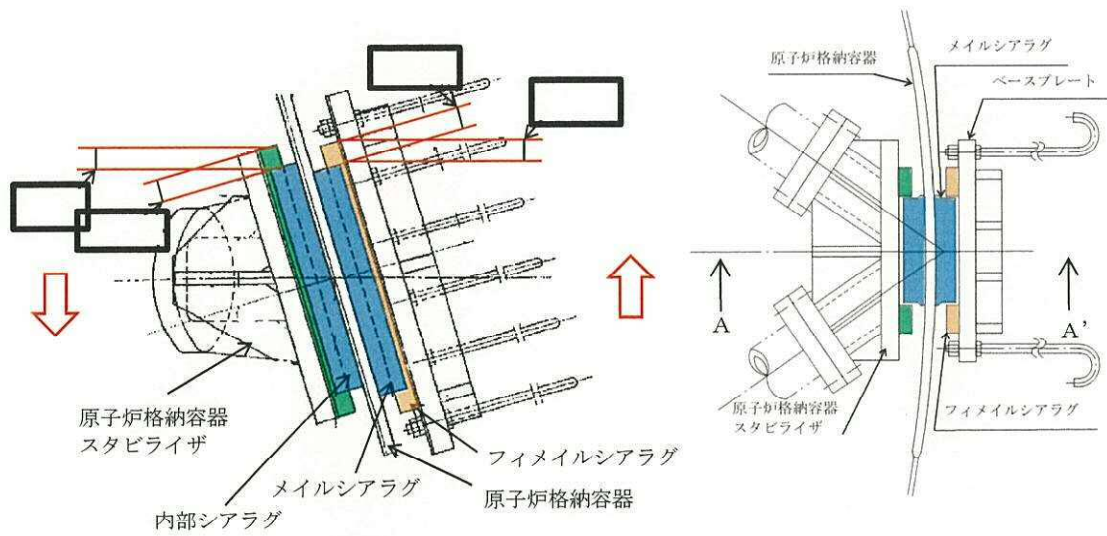 原子炉格納容器
スタビライザ
内部シアラグ
メイルシアラグ
フィメイルシアラグ
原子炉格納容器
原子炉格納容器
メイルシアラグ
ベースプレート
A
A'
原子炉格納容器
スタビライザ
フィメイルシアラグ